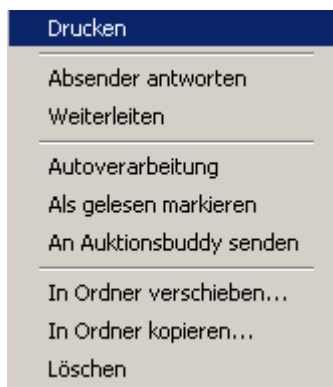 Drucken
Absender antworten
Weiterleiten
Autoverarbeitung
Als gelesen markieren
An Auktionsbuddy senden
In Ordner verschieben...
In Ordner kopieren...
Löschen